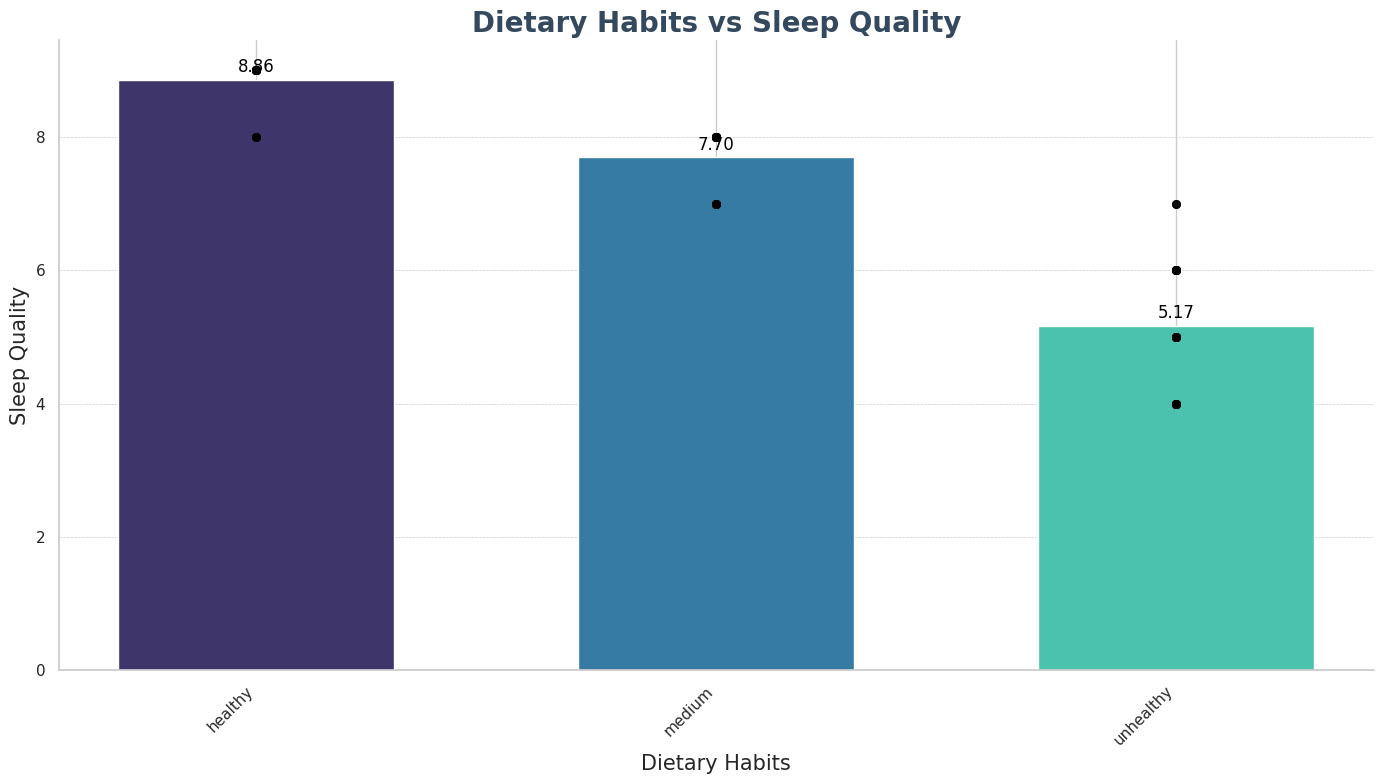 Dietary Habits vs Sleep Quality
8.86
7.70
5.17
Sleep Quality
8
6
4
2
0
healthy
medium
unhealthy
Dietary Habits